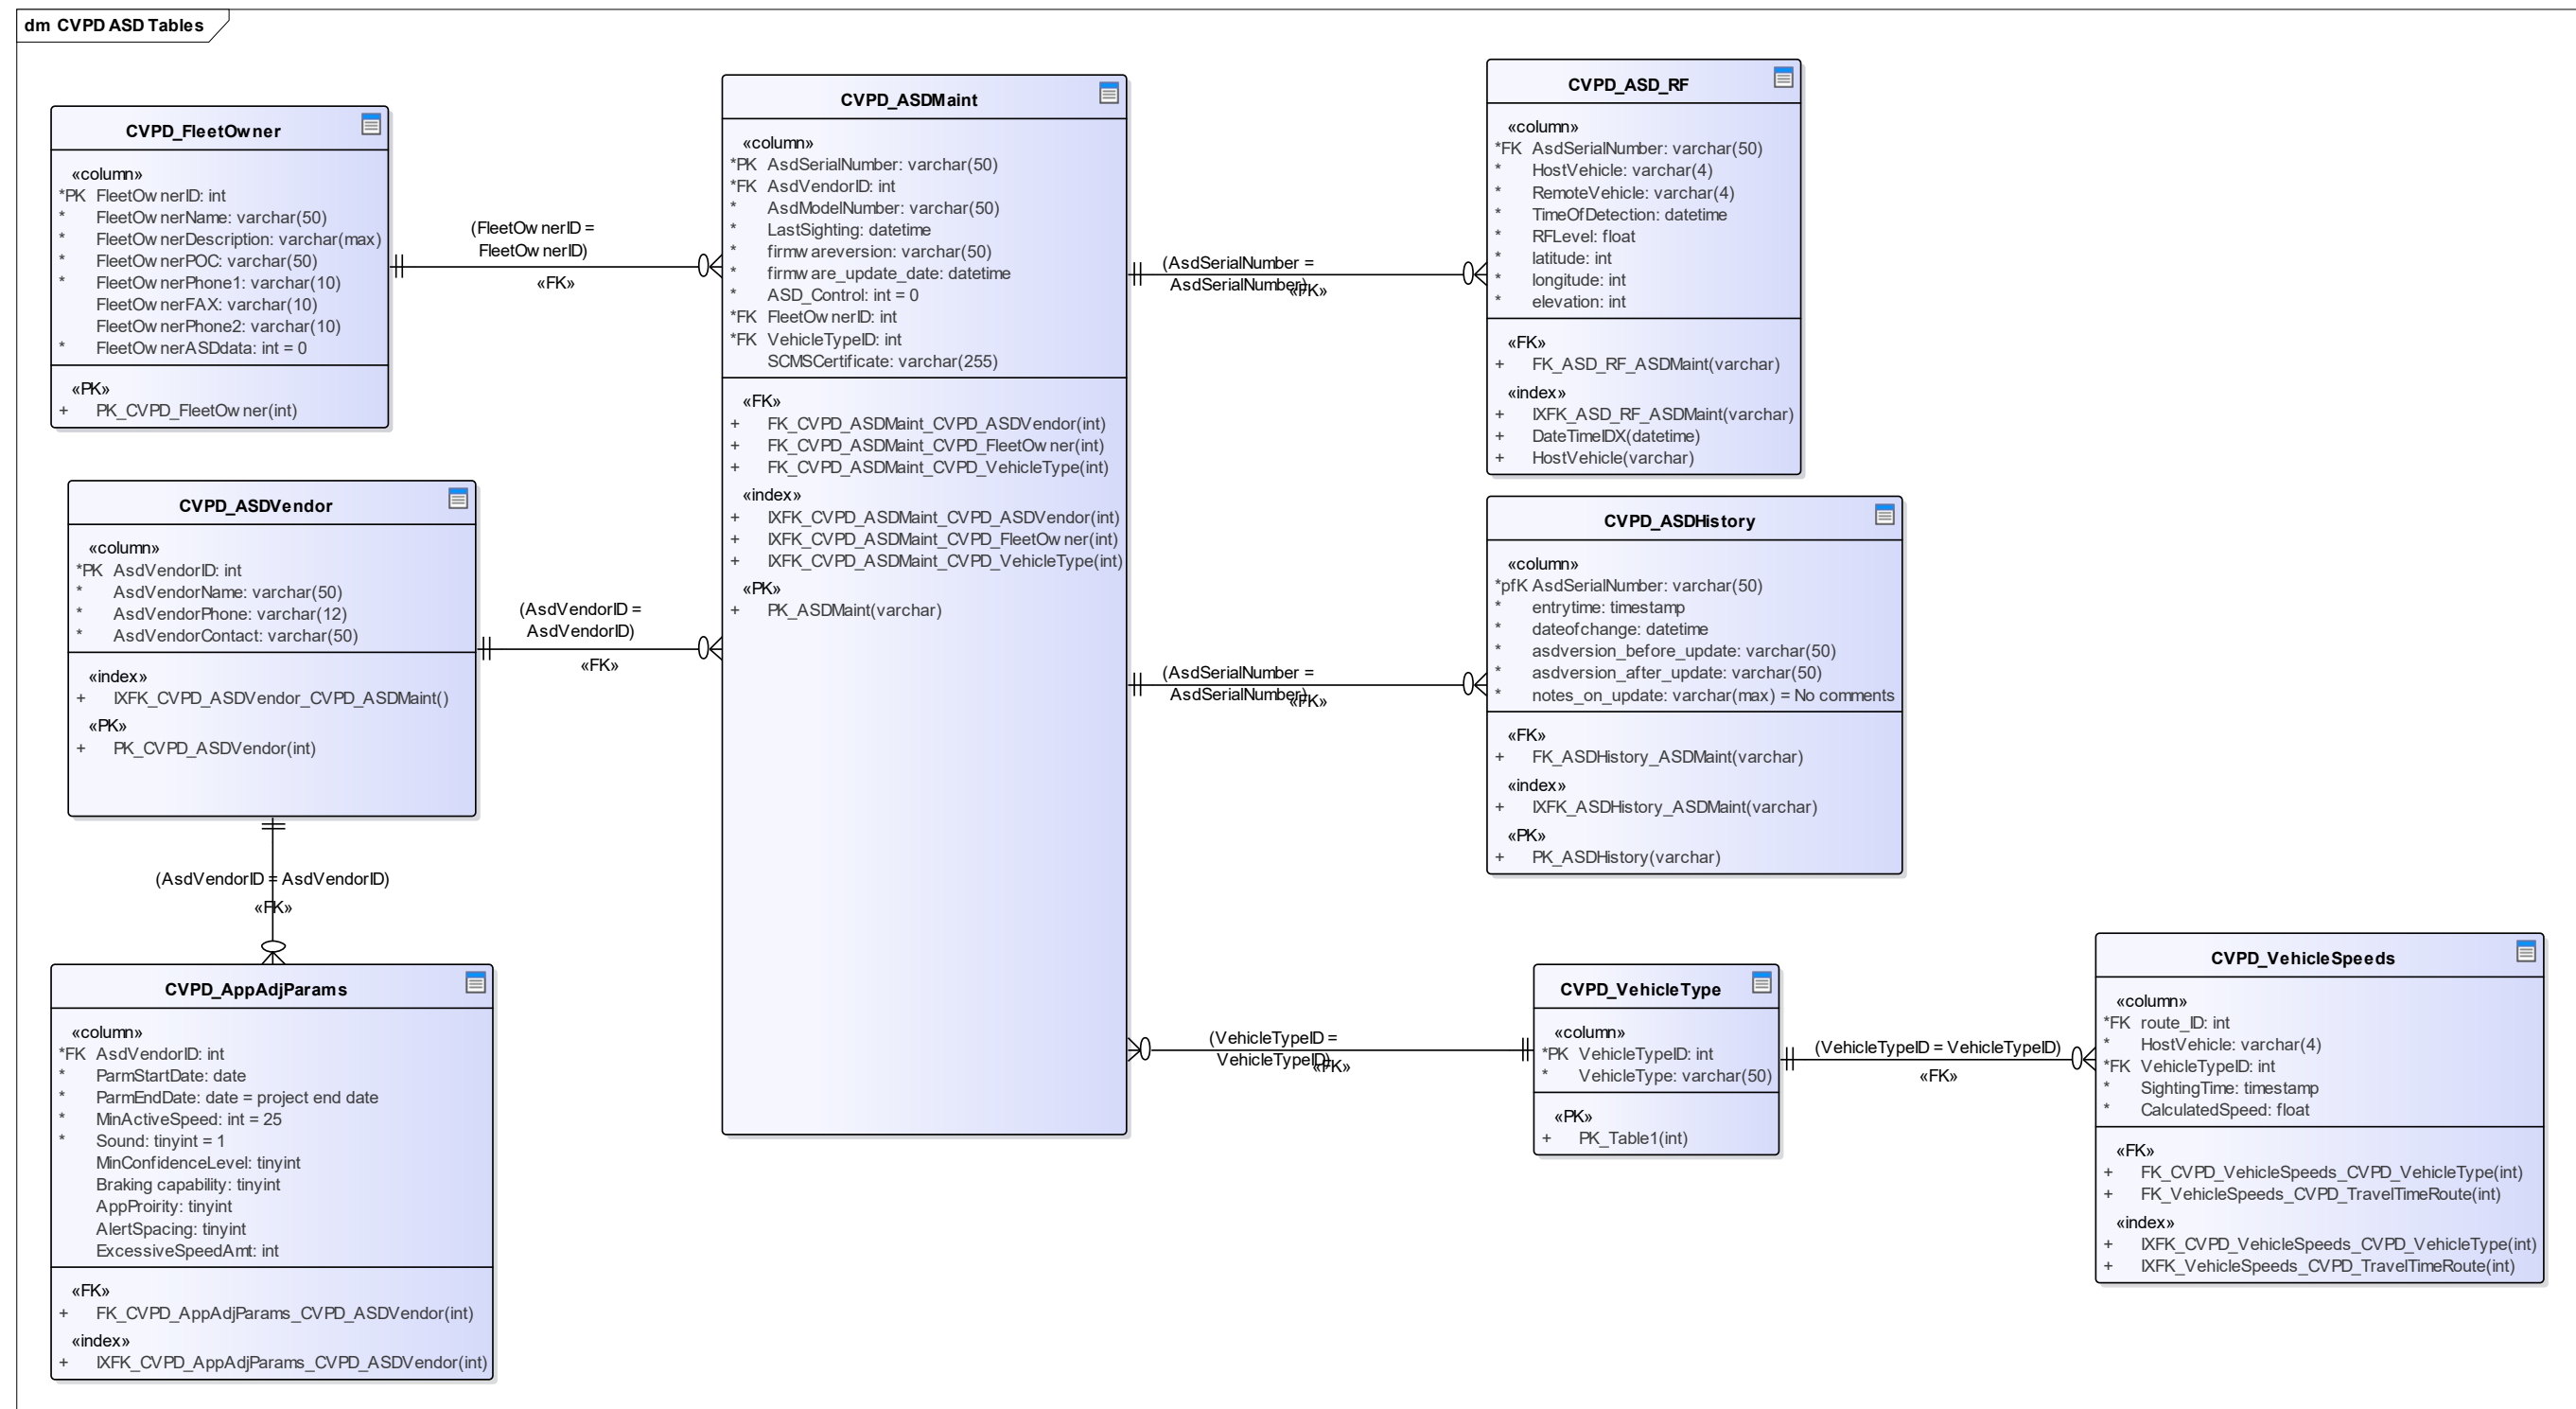 dm CVPD ASD Tables
CVPD_FleetOwner
«column»
*PK FleetOwnerID: int
* FleetOwnerName: varchar(50)
* FleetOwnerDescription: varchar(max)
* FleetOwnerPOC: varchar(50)
* FleetOwnerPhone1: varchar(10)
FleetOwnerFAX: varchar(10)
FleetOwnerPhone2: varchar(10)
* FleetOwnerASDdata: int = 0
«PK»
+ PK_CVPD_FleetOwner(int)
(FleetOwnerID =
FleetOwnerID)
«FK»
CVPD_ASDVendor
«column»
*PK AsdVendorID: int
* AsdVendorName: varchar(50)
* AsdVendorPhone: varchar(12)
* AsdVendorContact: varchar(50)
«index»
+ IXFK_CVPD_ASDVendor_CVPD_ASDMaint()
«PK»
+ PK_CVPD_ASDVendor(int)
(AsdVendorID =
AsdVendorID)
«FK»
(AsdVendorID = AsdVendorID)
«FK»
CVPD_AppAdjParams
«column»
*FK AsdVendorID: int
* ParmStartDate: date
* ParmEndDate: date = project end date
* MinActiveSpeed: int = 25
* Sound: tinyint = 1
MinConfidenceLevel: tinyint
Braking capability: tinyint
AppProirity: tinyint
AlertSpacing: tinyint
ExcessiveSpeedAmt: int
«FK»
+ FK_CVPD_AppAdjParams_CVPD_ASDVendor(int)
«index»
+ IXFK_CVPD_AppAdjParams_CVPD_ASDVendor(int)
CVPD_ASDMaint
«column»
*PK AsdSerialNumber: varchar(50)
*FK AsdVendorID: int
* AsdModelNumber: varchar(50)
* LastSighting: datetime
* firmwareversion: varchar(50)
* firmware_update_date: datetime
* ASD_Control: int = 0
*FK FleetOwnerID: int
*FK VehicleTypeID: int
SCMSCertificate: varchar(255)
«FK»
+ FK_CVPD_ASDMaint_CVPD_ASDVendor(int)
+ FK_CVPD_ASDMaint_CVPD_FleetOwner(int)
+ FK_CVPD_ASDMaint_CVPD_VehicleType(int)
«index»
+ IXFK_CVPD_ASDMaint_CVPD_ASDVendor(int)
+ IXFK_CVPD_ASDMaint_CVPD_FleetOwner(int)
+ IXFK_CVPD_ASDMaint_CVPD_VehicleType(int)
«PK»
+ PK_ASDMaint(varchar)
(AsdSerialNumber =
AsdSerialNumber)
«FK»
CVPD_ASD_RF
«column»
*FK AsdSerialNumber: varchar(50)
* HostVehicle: varchar(4)
* RemoteVehicle: varchar(4)
* TimeOfDetection: datetime
* RFLevel: float
* latitude: int
* longitude: int
* elevation: int
«FK»
+ FK_ASD_RF_ASDMaint(varchar)
«index»
+ IXFK_ASD_RF_ASDMaint(varchar)
+ DateTimeIDX(datetime)
+ HostVehicle(varchar)
(AsdSerialNumber =
AsdSerialNumber)
«FK»
CVPD_ASDHistory
«column»
*pfK AsdSerialNumber: varchar(50)
* entrytime: timestamp
* dateofchange: datetime
* asdversion_before_update: varchar(50)
* asdversion_after_update: varchar(50)
* notes_on_update: varchar(max) = No comments
«FK»
+ FK_ASDHistory_ASDMaint(varchar)
«index»
+ IXFK_ASDHistory_ASDMaint(varchar)
«PK»
+ PK_ASDHistory(varchar)
(VehicleTypeID =
VehicleTypeID)
«FK»
CVPD_VehicleType
«column»
*PK VehicleTypeID: int
* VehicleType: varchar(50)
«PK»
+ PK_Table1(int)
(VehicleTypeID = VehicleTypeID)
«FK»
CVPD_VehicleSpeeds
«column»
*FK route_ID: int
* HostVehicle: varchar(4)
*FK VehicleTypeID: int
* SightingTime: timestamp
* CalculatedSpeed: float
«FK»
+ FK_CVPD_VehicleSpeeds_CVPD_VehicleType(int)
+ FK_VehicleSpeeds_CVPD_TravelTimeRoute(int)
«index»
+ IXFK_CVPD_VehicleSpeeds_CVPD_VehicleType(int)
+ IXFK_VehicleSpeeds_CVPD_TravelTimeRoute(int)